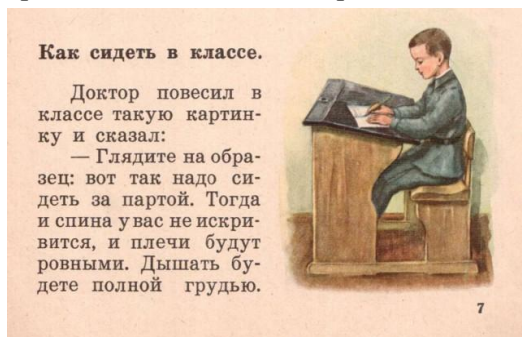 Как сидеть в классе.
Доктор повесил в
классе такую картин-
ку и сказал:
— Глядите на обра-
зец: вот так надо си-
деть за партой. Тогда
и спина у вас не искри-
вится, и плечи будут
ровными. Дышать бу-
дете полной грудью.
7